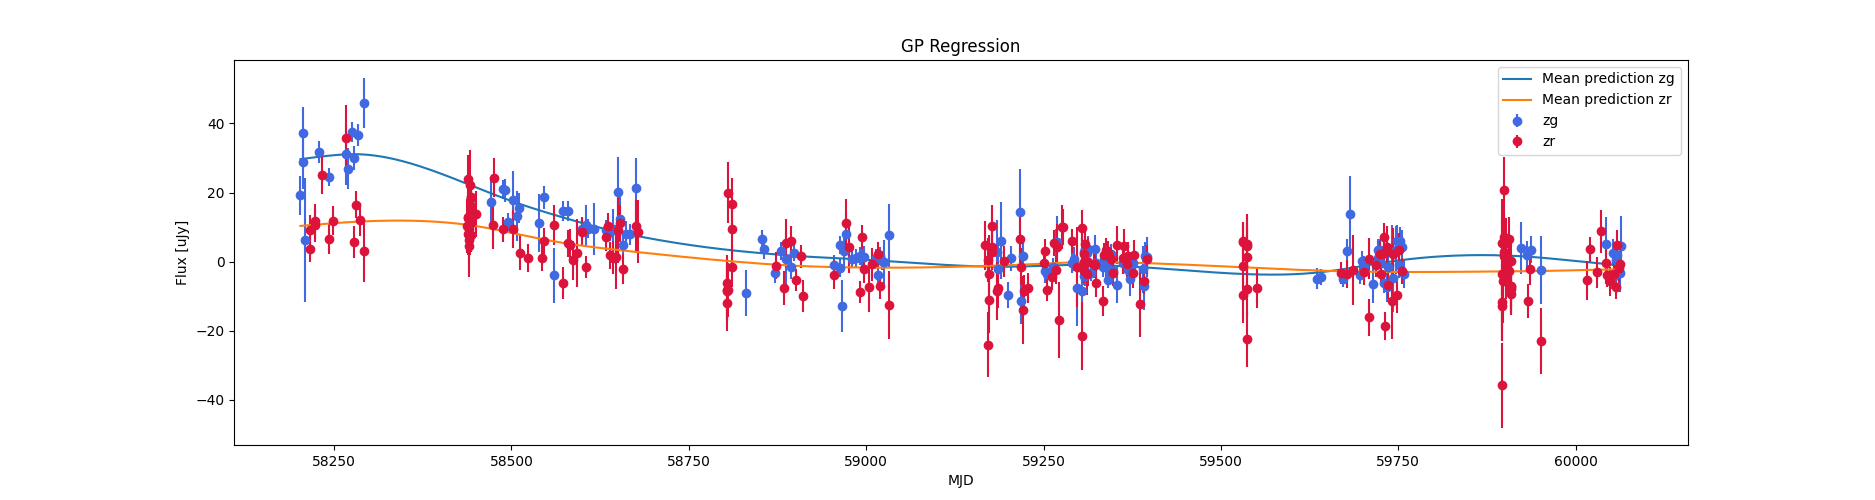 GP Regression
Flux [uJy]
40
20
0
−20
−40
Mean prediction zg
Mean prediction zr
zg
zr
58250 58500 58750 59000 59250 59500 59750 60000
MJD